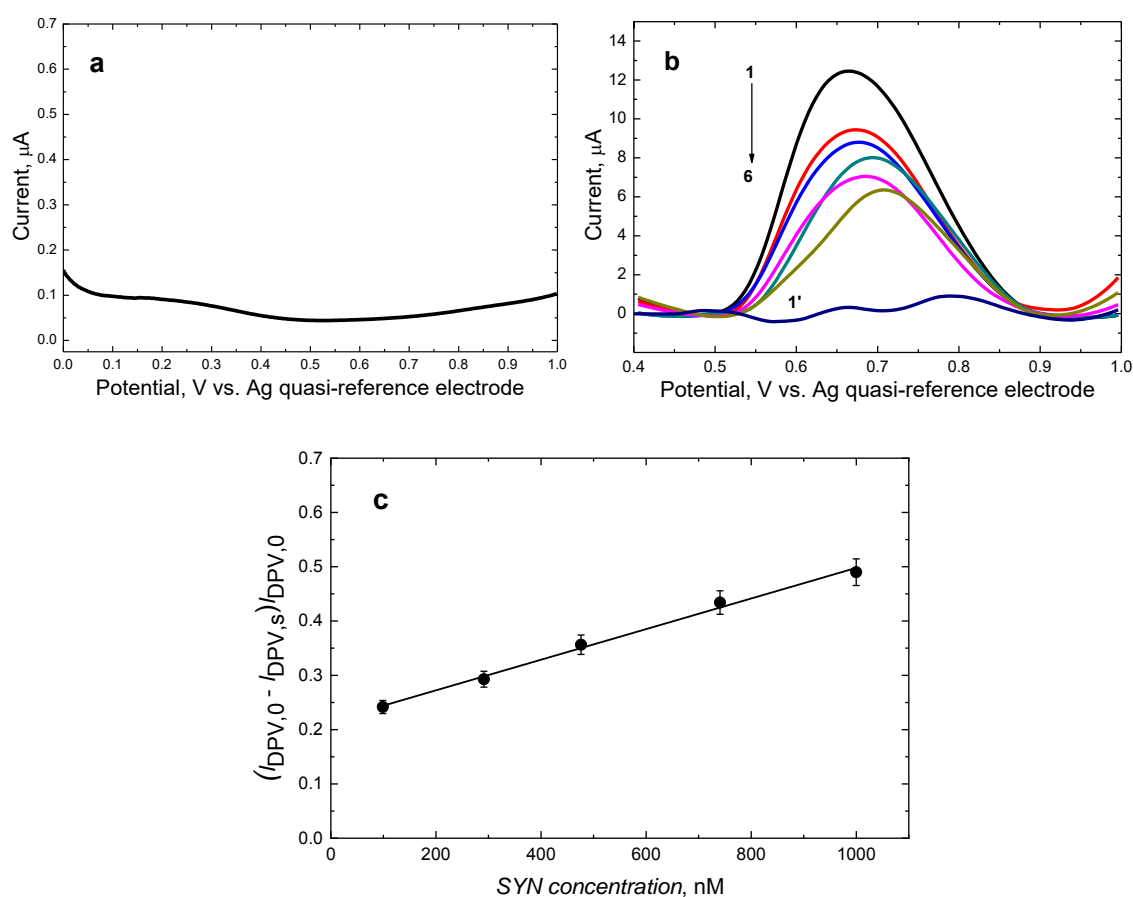 a
0.7
0.6
0.5
0.4
0.3
0.2
0.1
0.0
Current, μA
0.0 0.1 0.2 0.3 0.4 0.5 0.6 0.7 0.8 0.9 1.0
Potential, V vs. Ag quasi-reference electrode
b
14
12
10
8
6
4
2
0
-2
-4
Current, μA
1
6
1'
0.4 0.5 0.6 0.7 0.8 0.9 1.0
Potential, V vs. Ag quasi-reference electrode
c
0.7
0.6
0.5
0.4
0.3
0.2
0.1
0.0
(IDPV,0 - IDPV,s)IDPV,0
0 200 400 600 800 1000
SYN concentration, nM